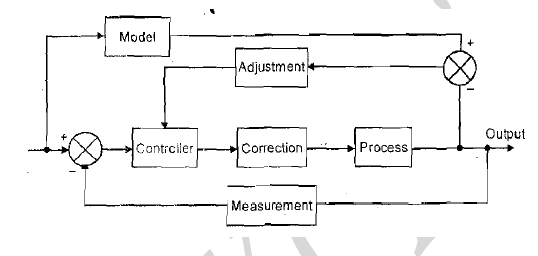 Model
+
Adjustment
−
Output
+
Controller
Correction
Process
−
Measurement